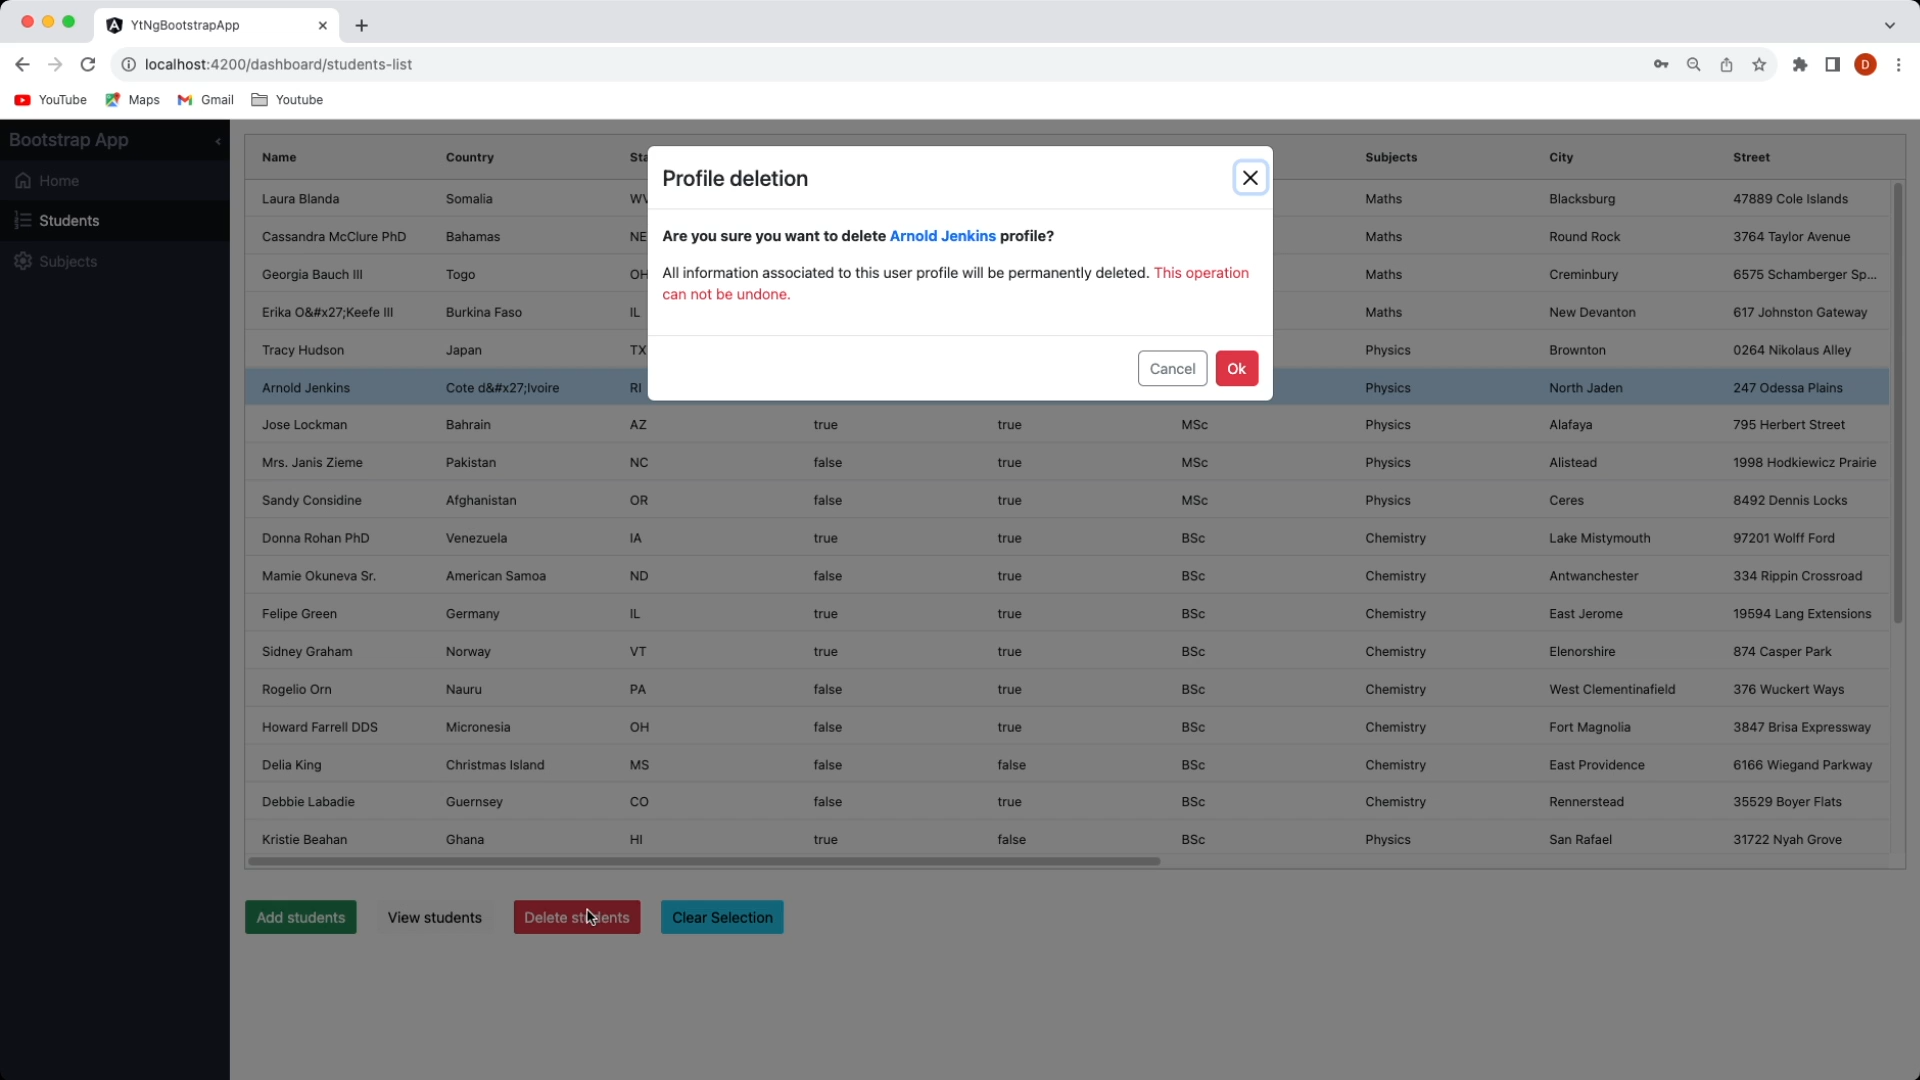 YtNgBootstrapApp
localhost:4200/dashboard/students-list
D
YouTube Maps Gmail Youtube
Bootstrap App
Home
Students
Subjects
Name Country Subjects City Street
Laura Blanda Somalia Maths Blacksburg 47889 Cole Islands
Cassandra McClure PhD Bahamas NE Maths Round Rock 3764 Taylor Avenue
Georgia Bauch III Togo OH Maths Creminbury 6575 Schamberger Sp...
Erika O&#x27;Keefe III Burkina Faso IL Maths New Devanton 617 Johnston Gateway
Tracy Hudson Japan TX Physics Brownton 0264 Nikolaus Alley
Arnold Jenkins Cote d&#x27;Ivoire RI Physics North Jaden 247 Odessa Plains
Jose Lockman Bahrain AZ true true MSc Physics Alafaya 795 Herbert Street
Mrs. Janis Zieme Pakistan NC false true MSc Physics Alistead 1998 Hodkiewicz Prairie
Sandy Considine Afghanistan OR false true MSc Physics Ceres 8492 Dennis Locks
Donna Rohan PhD Venezuela IA true true BSc Chemistry Lake Mistymouth 97201 Wolff Ford
Mamie Okuneva Sr. American Samoa ND false true BSc Chemistry Antwanchester 334 Rippin Crossroad
Felipe Green Germany IL true true BSc Chemistry East Jerome 19594 Lang Extensions
Sidney Graham Norway VT true true BSc Chemistry Elenorshire 874 Casper Park
Rogelio Orn Nauru PA false true BSc Chemistry West Clementinafield 376 Wuckert Ways
Howard Farrell DDS Micronesia OH false true BSc Chemistry Fort Magnolia 3847 Brisa Expressway
Delia King Christmas Island MS false false BSc Chemistry East Providence 6166 Wiegand Parkway
Debbie Labadie Guernsey CO false true BSc Chemistry Rennerstead 35529 Boyer Flats
Kristie Beahan Ghana HI true false BSc Physics San Rafael 31722 Nyah Grove
Profile deletion
Are you sure you want to delete Arnold Jenkins profile?
All information associated to this user profile will be permanently deleted. This operation
can not be undone.
Cancel Ok
Add students View students Delete students Clear Selection